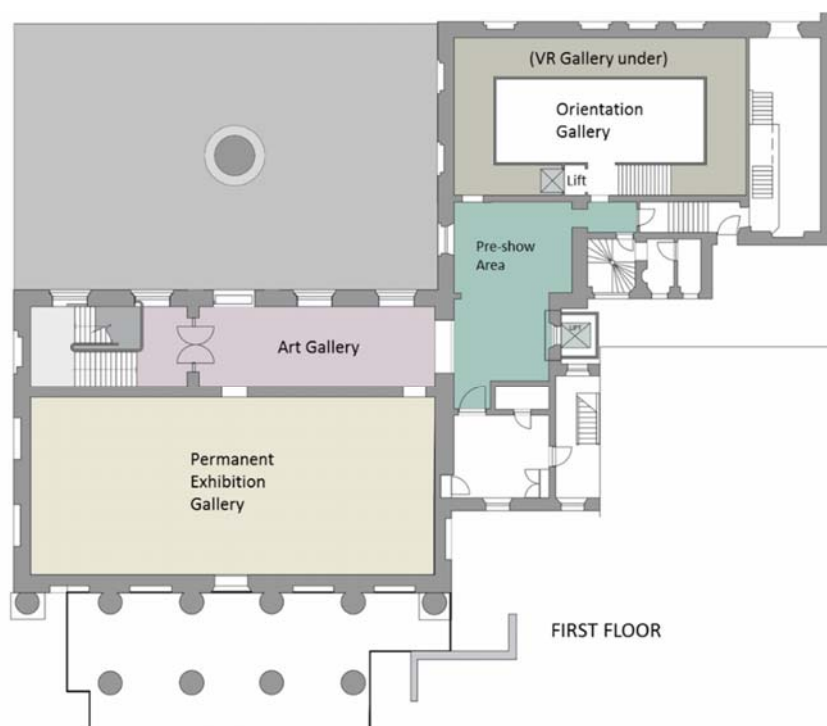 (VR Gallery under)
Orientation
Gallery
Lift
Pre-show
Area
LIFT
Art Gallery
Permanent
Exhibition
Gallery
FIRST FLOOR